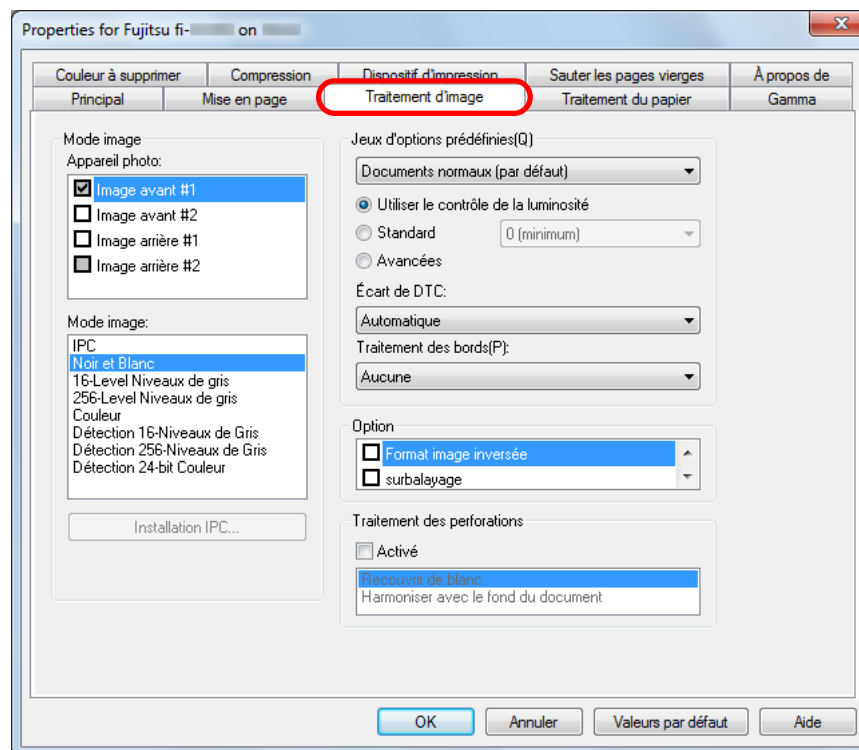 Properties for Fujitsu fi- on
Couleur à supprimer Compression Dispositif d'impression Sauter les pages vierges À propos de
Principal Mise en page Traitement d'image Traitement du papier Gamma
Mode image
Appareil photo:
Image avant #1
Image avant #2
Image arrière #1
Image arrière #2
Mode image:
IPC
Noir et Blanc
16-Level Niveaux de gris
256-Level Niveaux de gris
Couleur
Détection 16-Niveaux de Gris
Détection 256-Niveaux de Gris
Détection 24-bit Couleur
Installation IPC...
Jeux d'options prédéfinies(Q)
Documents normaux (par défaut)
Utiliser le contrôle de la luminosité
Standard 0 (minimum)
Avancées
Écart de DTC:
Automatique
Traitement des bords(P):
Aucune
Option
Format image inversée
surbalayage
Traitement des perforations
Activé
Recouvrir de blanc
Harmoniser avec le fond du document
OK Annuler Valeurs par défaut Aide